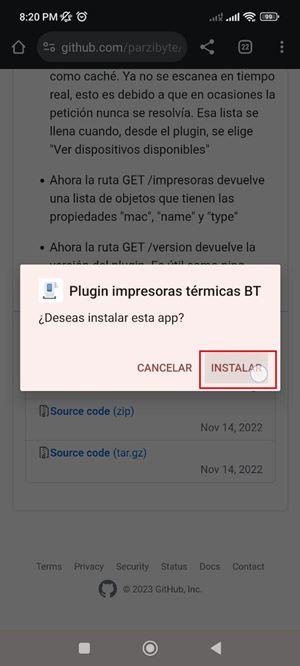 8:20 PM
99
github.com/parzibyte/
22
como caché. Ya no se escanea en tiempo
real, esto es debido a que en ocasiones la
petición nunca se resolvía. Esa lista se
llena cuando, desde el plugin, se elige
"Ver dispositivos disponibles"
Ahora la ruta GET /impresoras devuelve
una lista de objetos que tienen las
propiedades "mac", "name" y "type"
Ahora la ruta GET /version devuelve la
versión del plugin. Es útil como ping
Plugin impresoras térmicas BT
¿Deseas instalar esta app?
CANCELAR INSTALAR
Source code (zip)
Nov 14, 2022
Source code (tar.gz)
Nov 14, 2022
Terms Privacy Security Status Docs Contact
© 2023 GitHub, Inc.